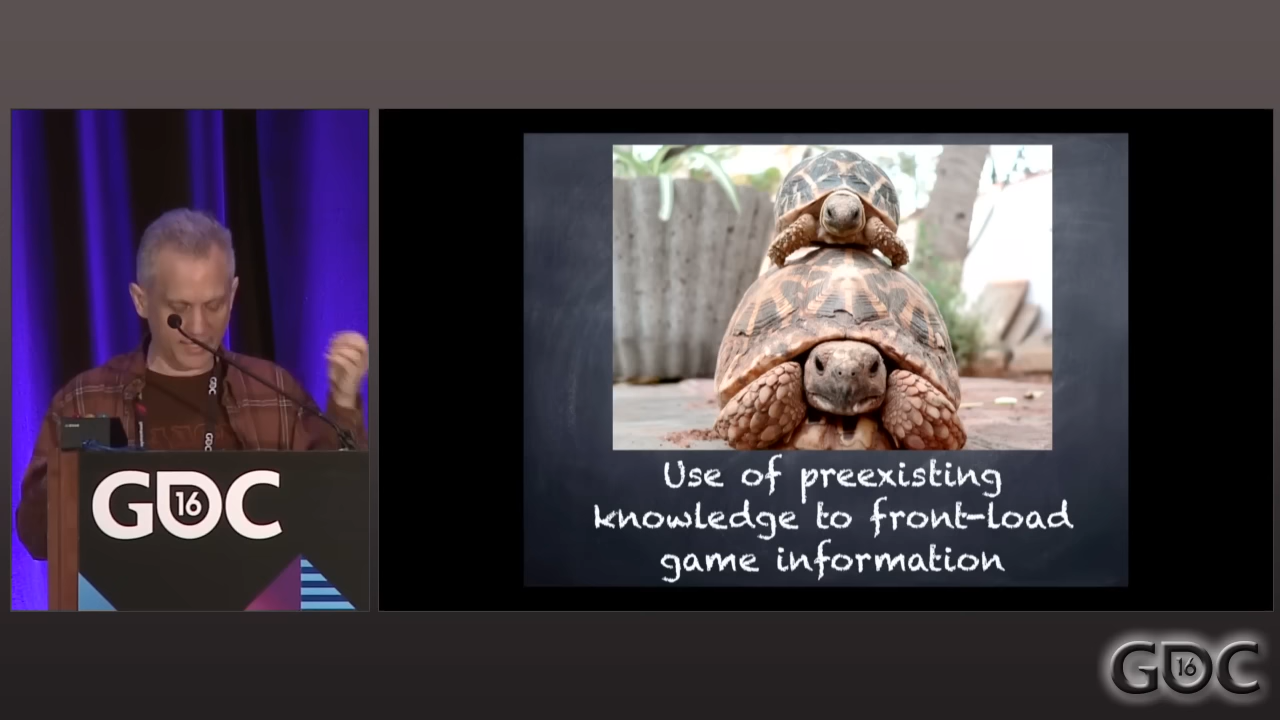 GDC
16
Use of preexisting
knowledge to front-load
game information
GDC
16